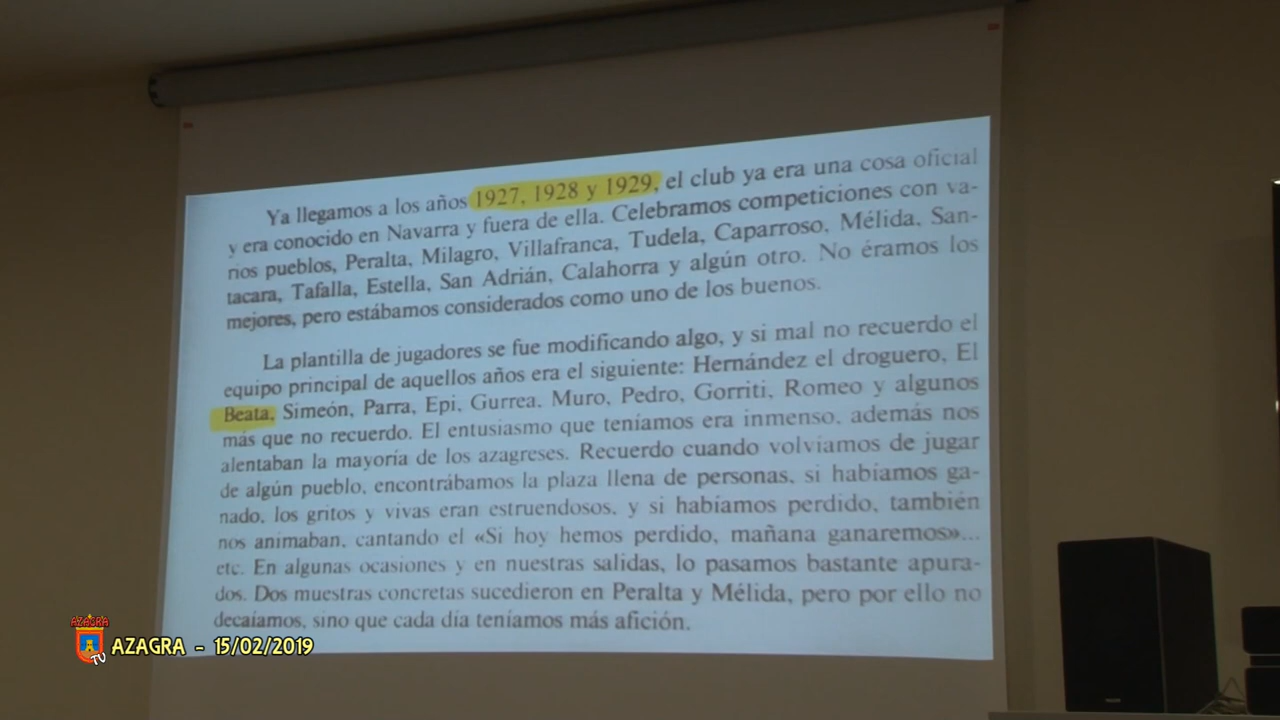 Ya llegamos a los años 1927, 1928 y 1929, el club ya era una cosa oficial
y era conocido en Navarra y fuera de ella. Celebramos competiciones con va-
rios pueblos, Peralta, Milagro, Villafranca, Tudela, Caparroso, Mélida, San-
tacara, Tafalla, Estella, San Adrián, Calahorra y algún otro. No éramos los
mejores, pero estábamos considerados como uno de los buenos.
La plantilla de jugadores se fue modificando algo, y si mal no recuerdo el
equipo principal de aquellos años era el siguiente: Hernández el droguero, El
Beata, Simeón, Parra, Epi, Gurrea. Muro, Pedro, Gorriti, Romeo y algunos
más que no recuerdo. El entusiasmo que teníamos era inmenso, además nos
alentaban la mayoría de los azagreses. Recuerdo cuando volvíamos de jugar
de algún pueblo, encontrábamos la plaza llena de personas, si habíamos ga-
nado, los gritos y vivas eran estruendosos, y si habíamos perdido, también
nos animaban, cantando el «Si hoy hemos perdido, mañana ganaremos»...
etc. En algunas ocasiones y en nuestras salidas, lo pasamos bastante apura-
dos. Dos muestras concretas sucedieron en Peralta y Mélida, pero por ello no
decaíamos, sino que cada día teníamos más afición.
AZAGRA
TV
AZAGRA - 15/02/2019